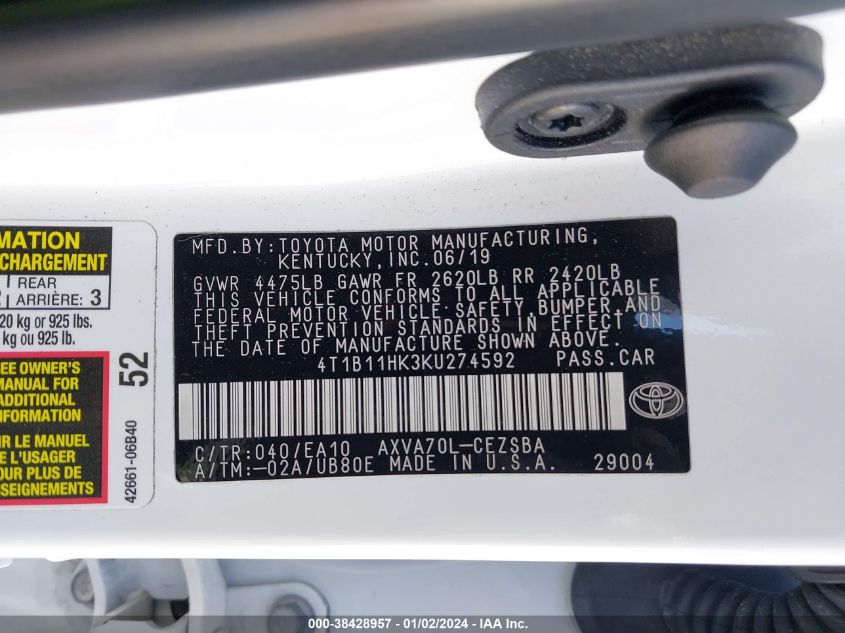 MFD. BY: TOYOTA MOTOR MANUFACTURING,
KENTUCKY, INC. 06/19
GVWR 4475LB GAWR FR 2620LB RR 2420LB
THIS VEHICLE CONFORMS TO ALL APPLICABLE
FEDERAL MOTOR VEHICLE SAFETY, BUMPER, AND
THEFT PREVENTION STANDARDS IN EFFECT ON
THE DATE OF MANUFACTURE SHOWN ABOVE.
4T1B11HK3KU274592 PASS.CAR
C/TR: 040/EA10 AXVA70L-CEZSBA
A/TM: -02A/UB80E MADE IN U.S.A. 29004
MATION
CHARGEMENT
REAR
ARRIÈRE: 3
20 kg or 925 lbs.
kg ou 925 lb.
EE OWNER'S
MANUAL FOR
ADDITIONAL
FORMATION
IR LE MANUEL
E L'USAGER
POUR PLUS DE
NSEIGNEMENTS
52
42661-06B40
000-38428957 - 01/02/2024 - IAA Inc.